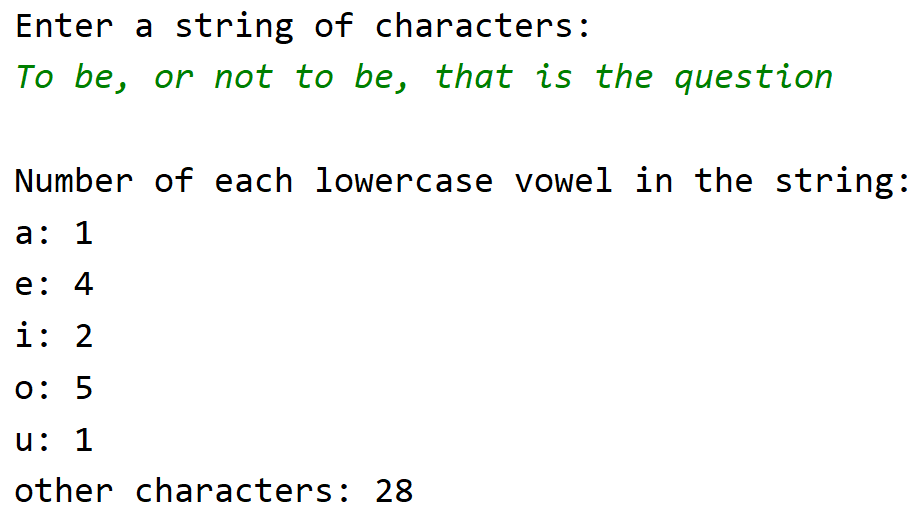 Enter a string of characters:
To be, or not to be, that is the question
Number of each lowercase vowel in the string:
a: 1
e: 4
i: 2
o: 5
u: 1
other characters: 28